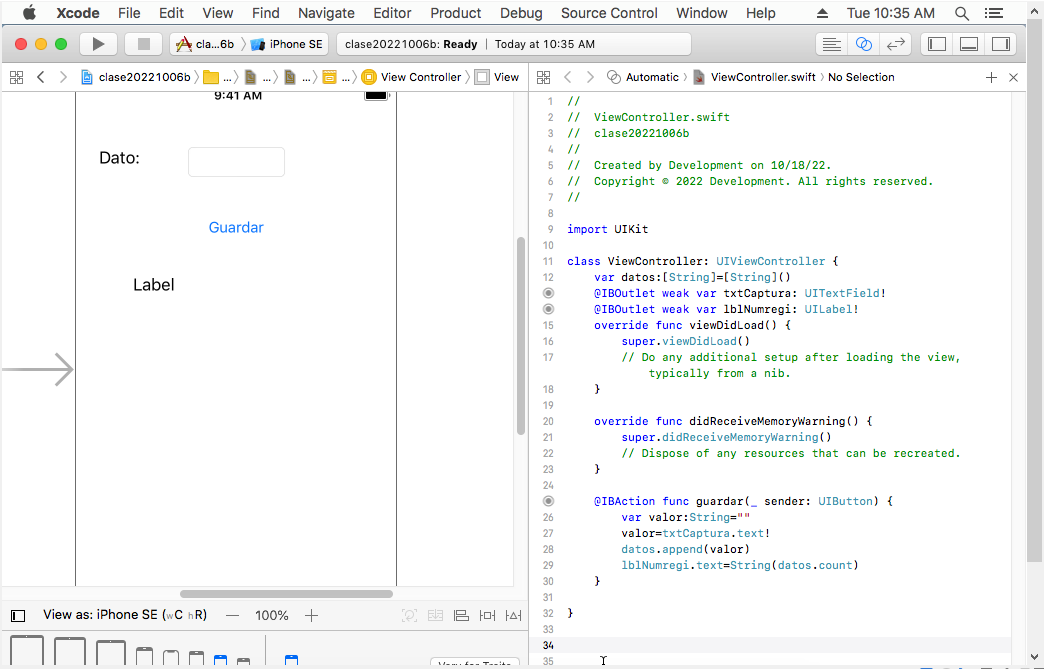 Xcode File Edit View Find Navigate Editor Product Debug Source Control Window Help Tue 10:35 AM
cla...6b iPhone SE clase20221006b: Ready | Today at 10:35 AM
clase20221006b ... ... ... ... View Controller View
Automatic ViewController.swift No Selection
9:41 AM
Dato:
Guardar
Label
View as: iPhone SE (wC hR) — 100% +
Vary for Traits
1 //
2 // ViewController.swift
3 // clase20221006b
4 //
5 // Created by Development on 10/18/22.
6 // Copyright © 2022 Development. All rights reserved.
7 //
8
9 import UIKit
10
11 class ViewController: UIViewController {
12 var datos:[String]=[String]()
@IBOutlet weak var txtCaptura: UITextField!
@IBOutlet weak var lblNumregi: UILabel!
15 override func viewDidLoad() {
16 super.viewDidLoad()
17 // Do any additional setup after loading the view,
typically from a nib.
18 }
19
20 override func didReceiveMemoryWarning() {
21 super.didReceiveMemoryWarning()
22 // Dispose of any resources that can be recreated.
23 }
24
@IBAction func guardar(_ sender: UIButton) {
26 var valor:String=""
27 valor=txtCaptura.text!
28 datos.append(valor)
29 lblNumregi.text=String(datos.count)
30 }
31
32 }
33
34
35